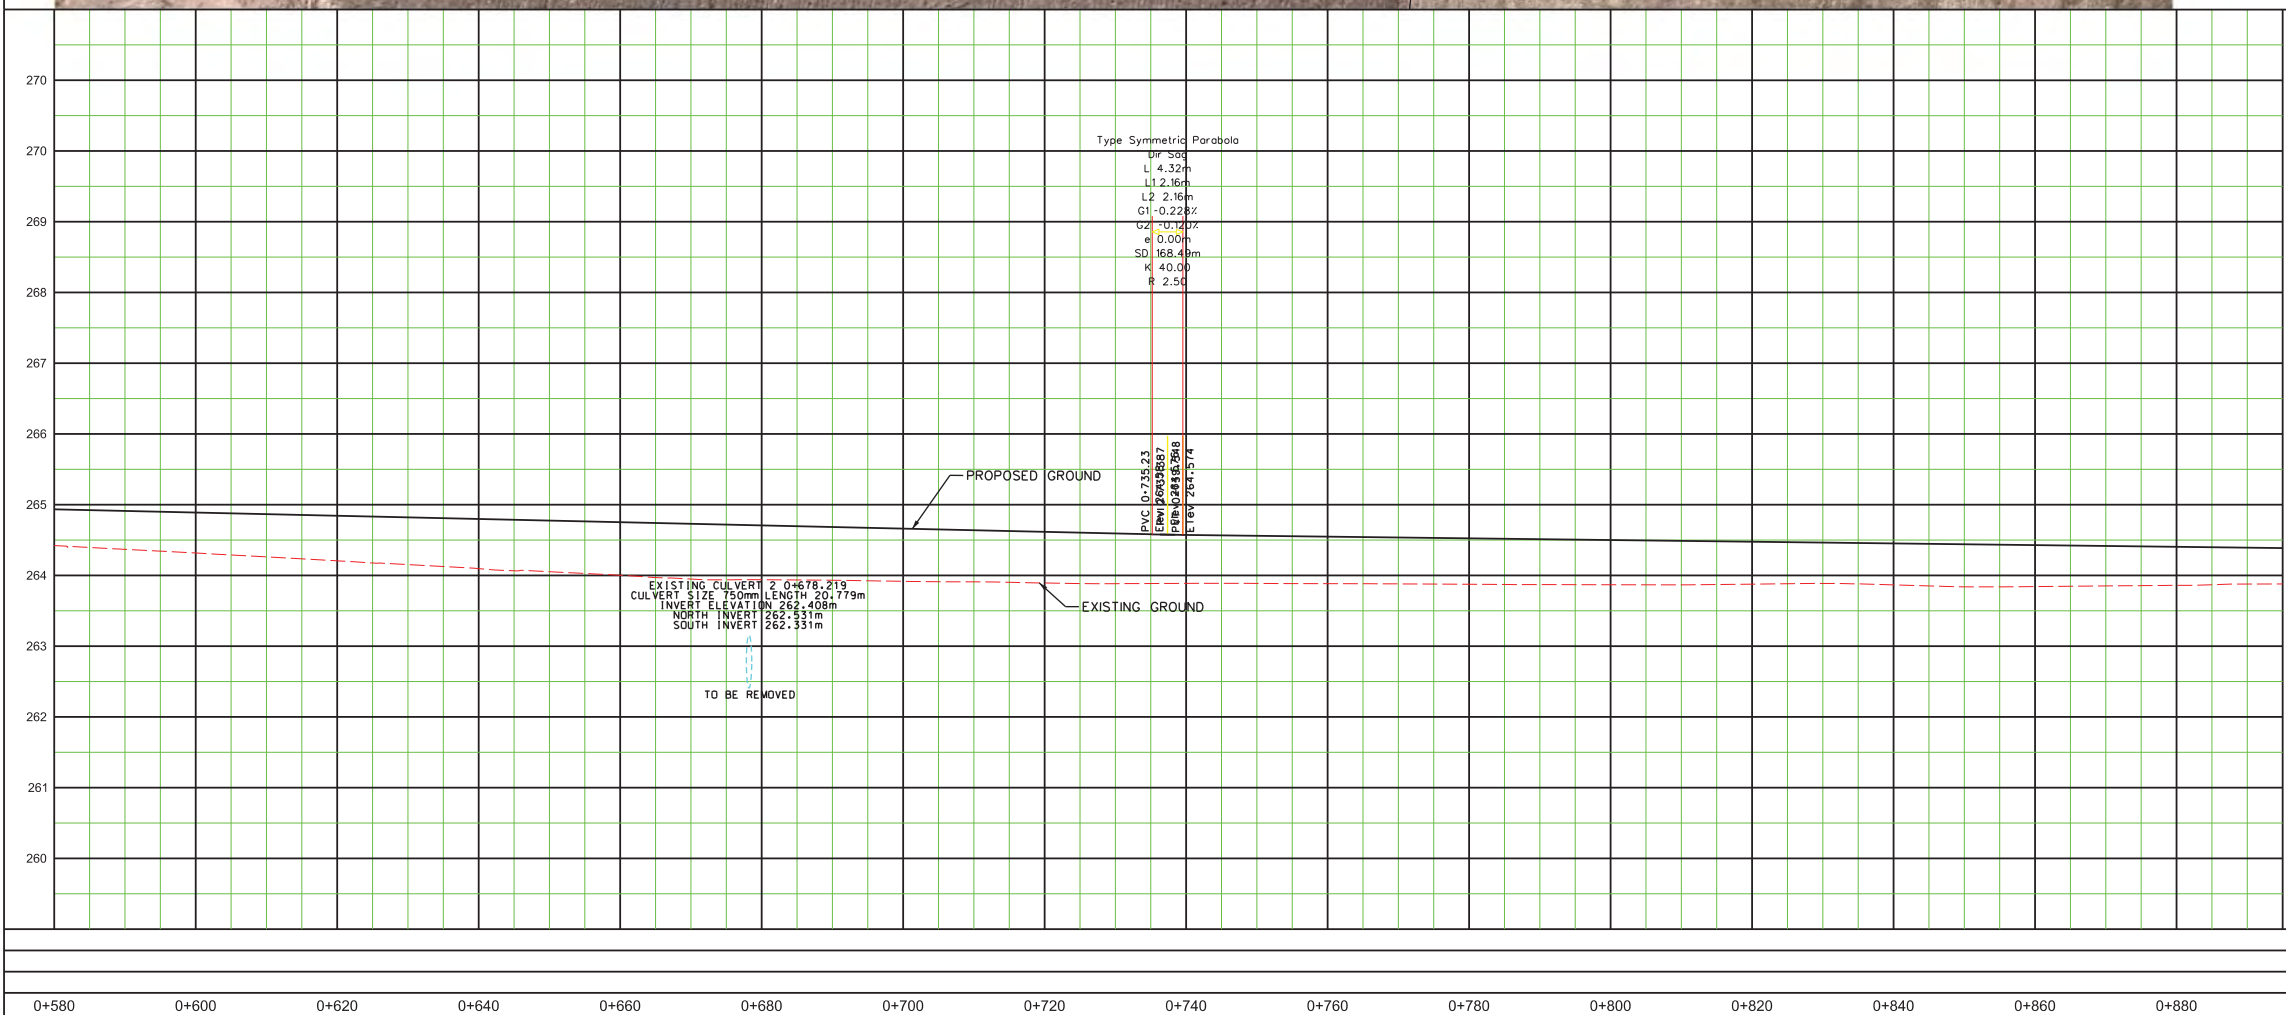 270
270
269
268
267
266
265
264
263
262
261
260
Type Symmetric Parabola
Dir Sag
L 4.32m
L1 2.16m
L2 2.16m
G1 -0.228%
G2 -0.120%
e 0.00m
SD 168.49m
K 40.00
R 2.50
PVC 0+735.23
Elev 264.574
PROPOSED GROUND
EXISTING GROUND
EXISTING CULVERT 2 0+678.219
CULVERT SIZE 750mm LENGTH 20.779m
INVERT ELEVATION 262.408m
NORTH INVERT 262.531m
SOUTH INVERT 262.331m
TO BE REMOVED
0+580 0+600 0+620 0+640 0+660 0+680 0+700 0+720 0+740 0+760 0+780 0+800 0+820 0+840 0+860 0+880